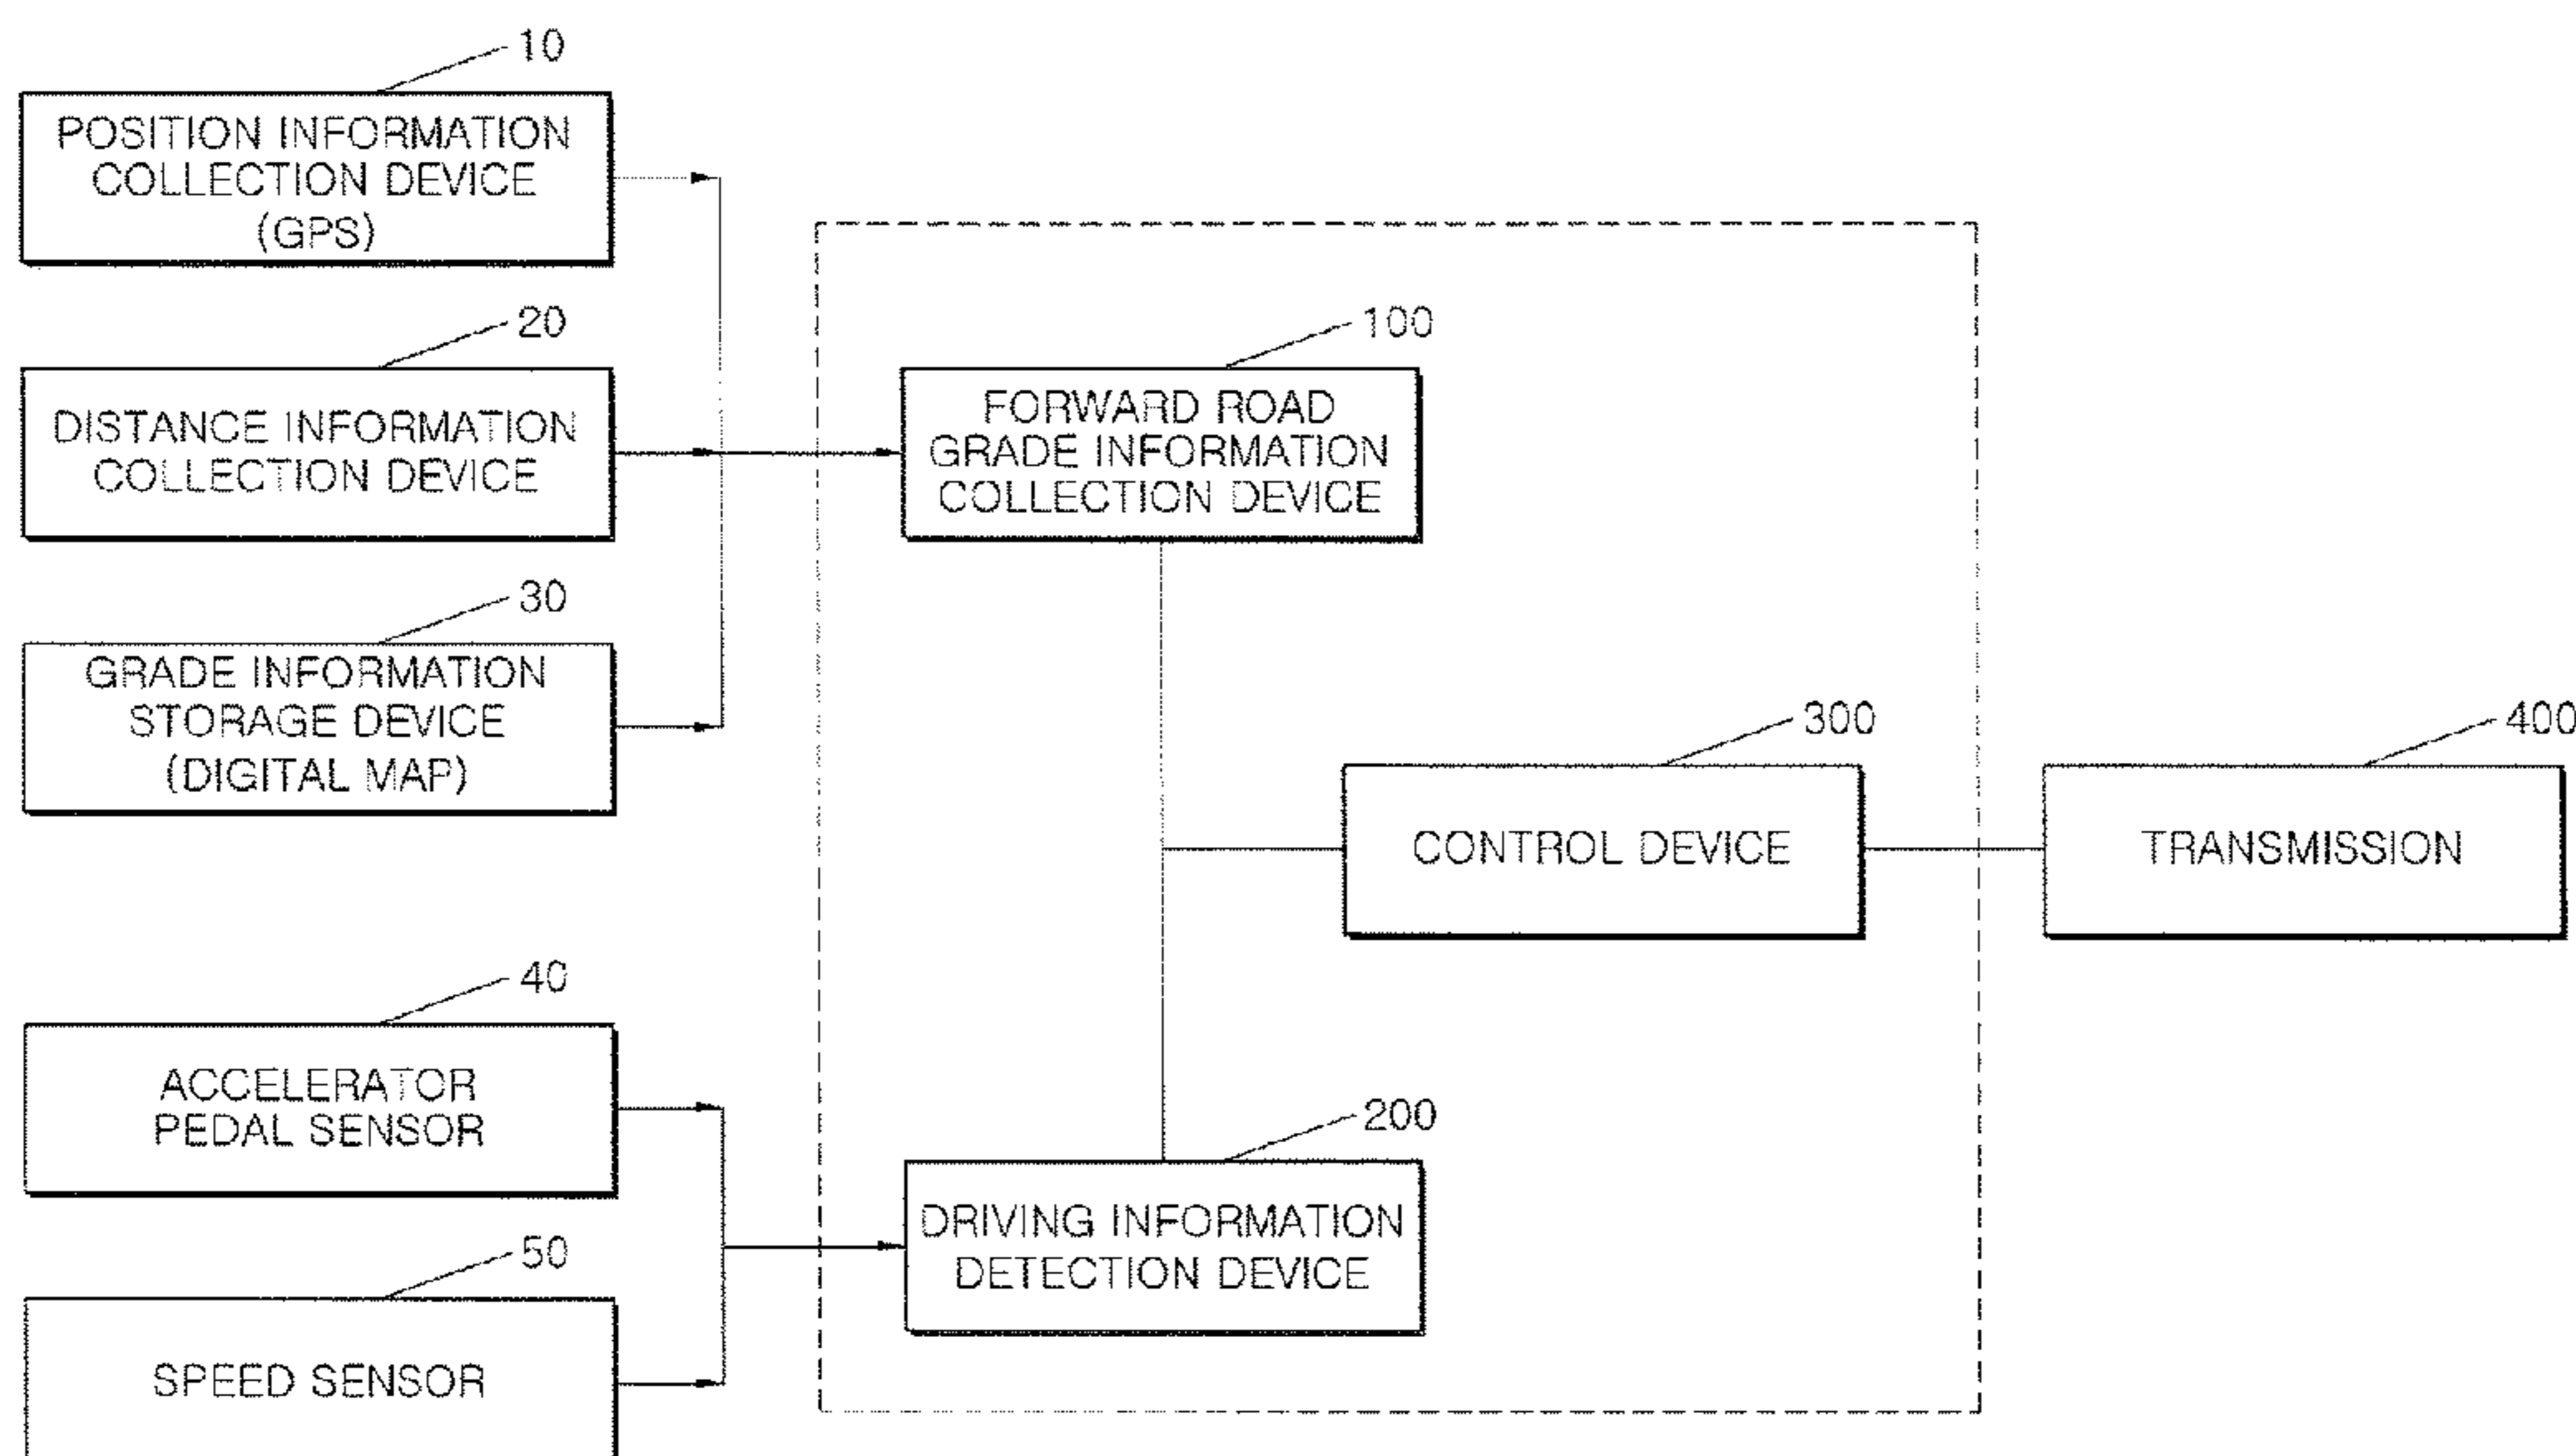 10
POSITION INFORMATION
COLLECTION DEVICE
(GPS)
20
DISTANCE INFORMATION
COLLECTION DEVICE
30
GRADE INFORMATION
STORAGE DEVICE
(DIGITAL MAP)
40
ACCELERATOR
PEDAL SENSOR
50
SPEED SENSOR
100
FORWARD ROAD
GRADE INFORMATION
COLLECTION DEVICE
200
DRIVING INFORMATION
DETECTION DEVICE
300
CONTROL DEVICE
400
TRANSMISSION